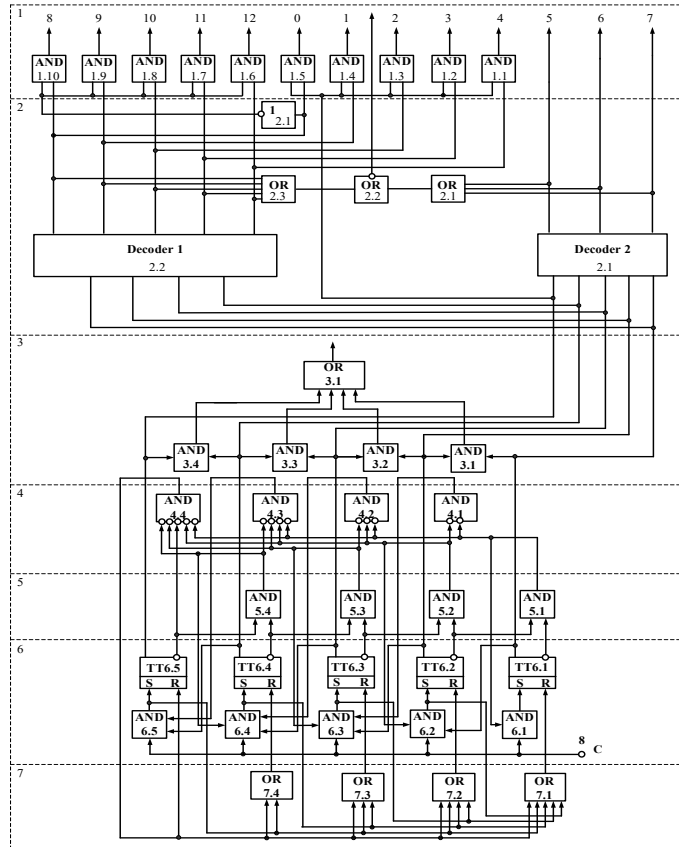 1
8 9 10 11 12 0 1 2 3 4 5 6 7
AND AND AND AND AND AND AND AND AND AND
1.10 1.9 1.8 1.7 1.6 1.5 1.4 1.3 1.2 1.1
2
1
2.1
OR OR OR
2.3 2.2 2.1
Decoder 1 Decoder 2
2.2 2.1
3
OR
3.1
AND AND AND AND
3.4 3.3 3.2 3.1
4
AND AND AND AND
4.4 4.3 4.2 4.1
5
AND AND AND AND
5.4 5.3 5.2 5.1
6
TT6.5 TT6.4 TT6.3 TT6.2 TT6.1
S R S R S R S R S R
AND AND AND AND AND
6.5 6.4 6.3 6.2 6.1
8
C
7
OR OR OR OR
7.4 7.3 7.2 7.1